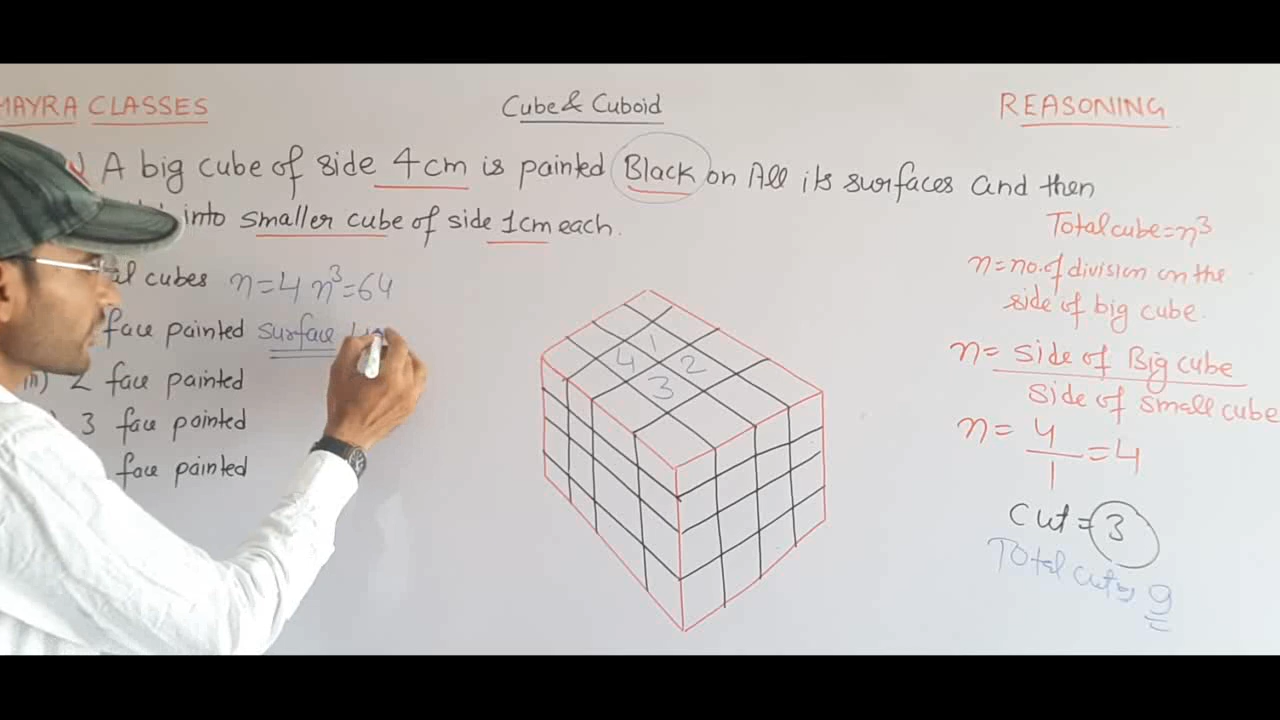 MAYRA CLASSES
Cube & Cuboid
REASONING
A big cube of side 4cm is painted Black on All its surfaces and then
into smaller cube of side 1cm each.
cubes n=4 n³=64
face painted surface
iii) 2 face painted
3 face painted
face painted
1
4 2
3
Total cube=n³
n=no.of division on the
side of big cube.
n= side of Big cube
side of small cube
n= 4
1
=4
cut=3
Total cut 9